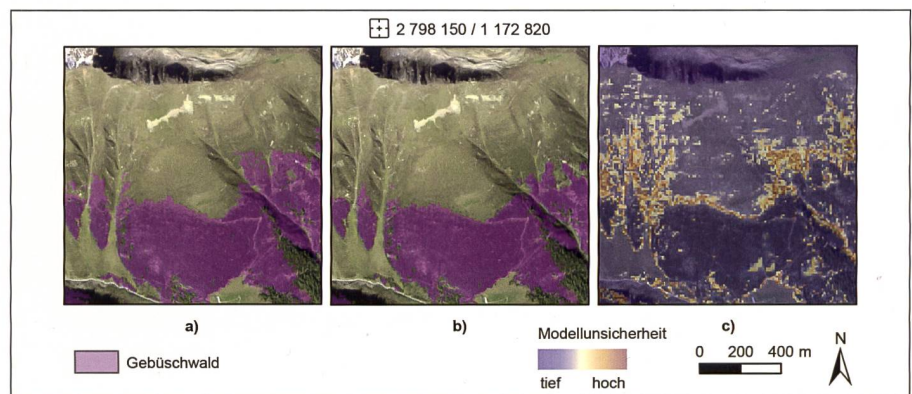 2 798 150 / 1 172 820
a)
b)
c)
Gebüschwald
Modellunsicherheit
tief hoch
0 200 400 m
N